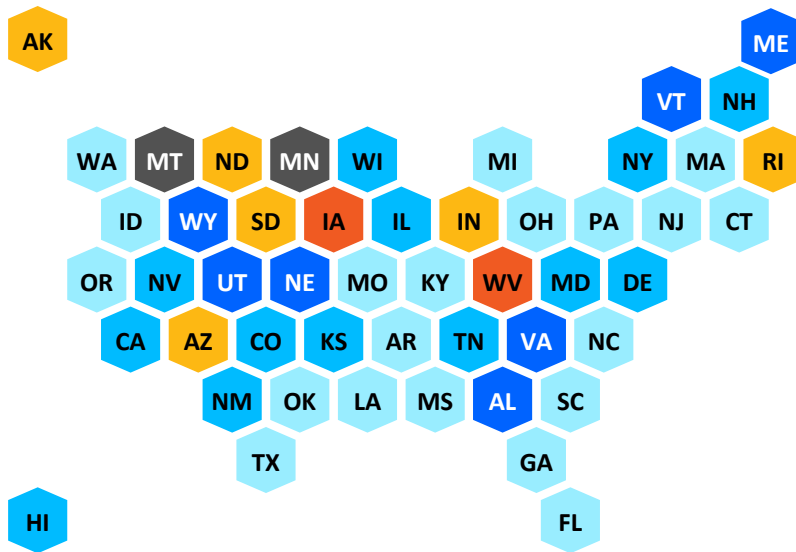 AK
ME
VT NH
WA MT ND MN WI MI NY MA RI
ID WY SD IA IL IN OH PA NJ CT
OR NV UT NE MO KY WV MD DE
CA AZ CO KS AR TN VA NC
NM OK LA MS AL SC
TX GA
HI FL